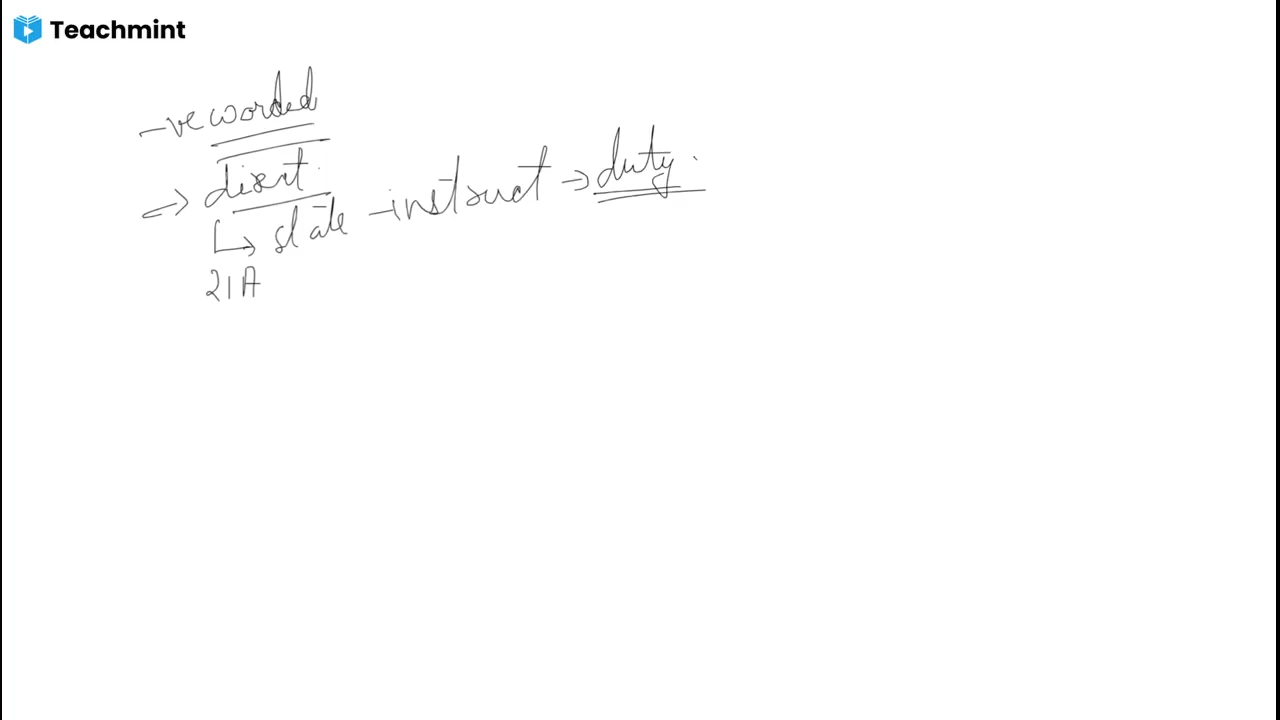 Teachmint
-ve worded
⇒ direct.
↳ state - instruct → duty.
21A